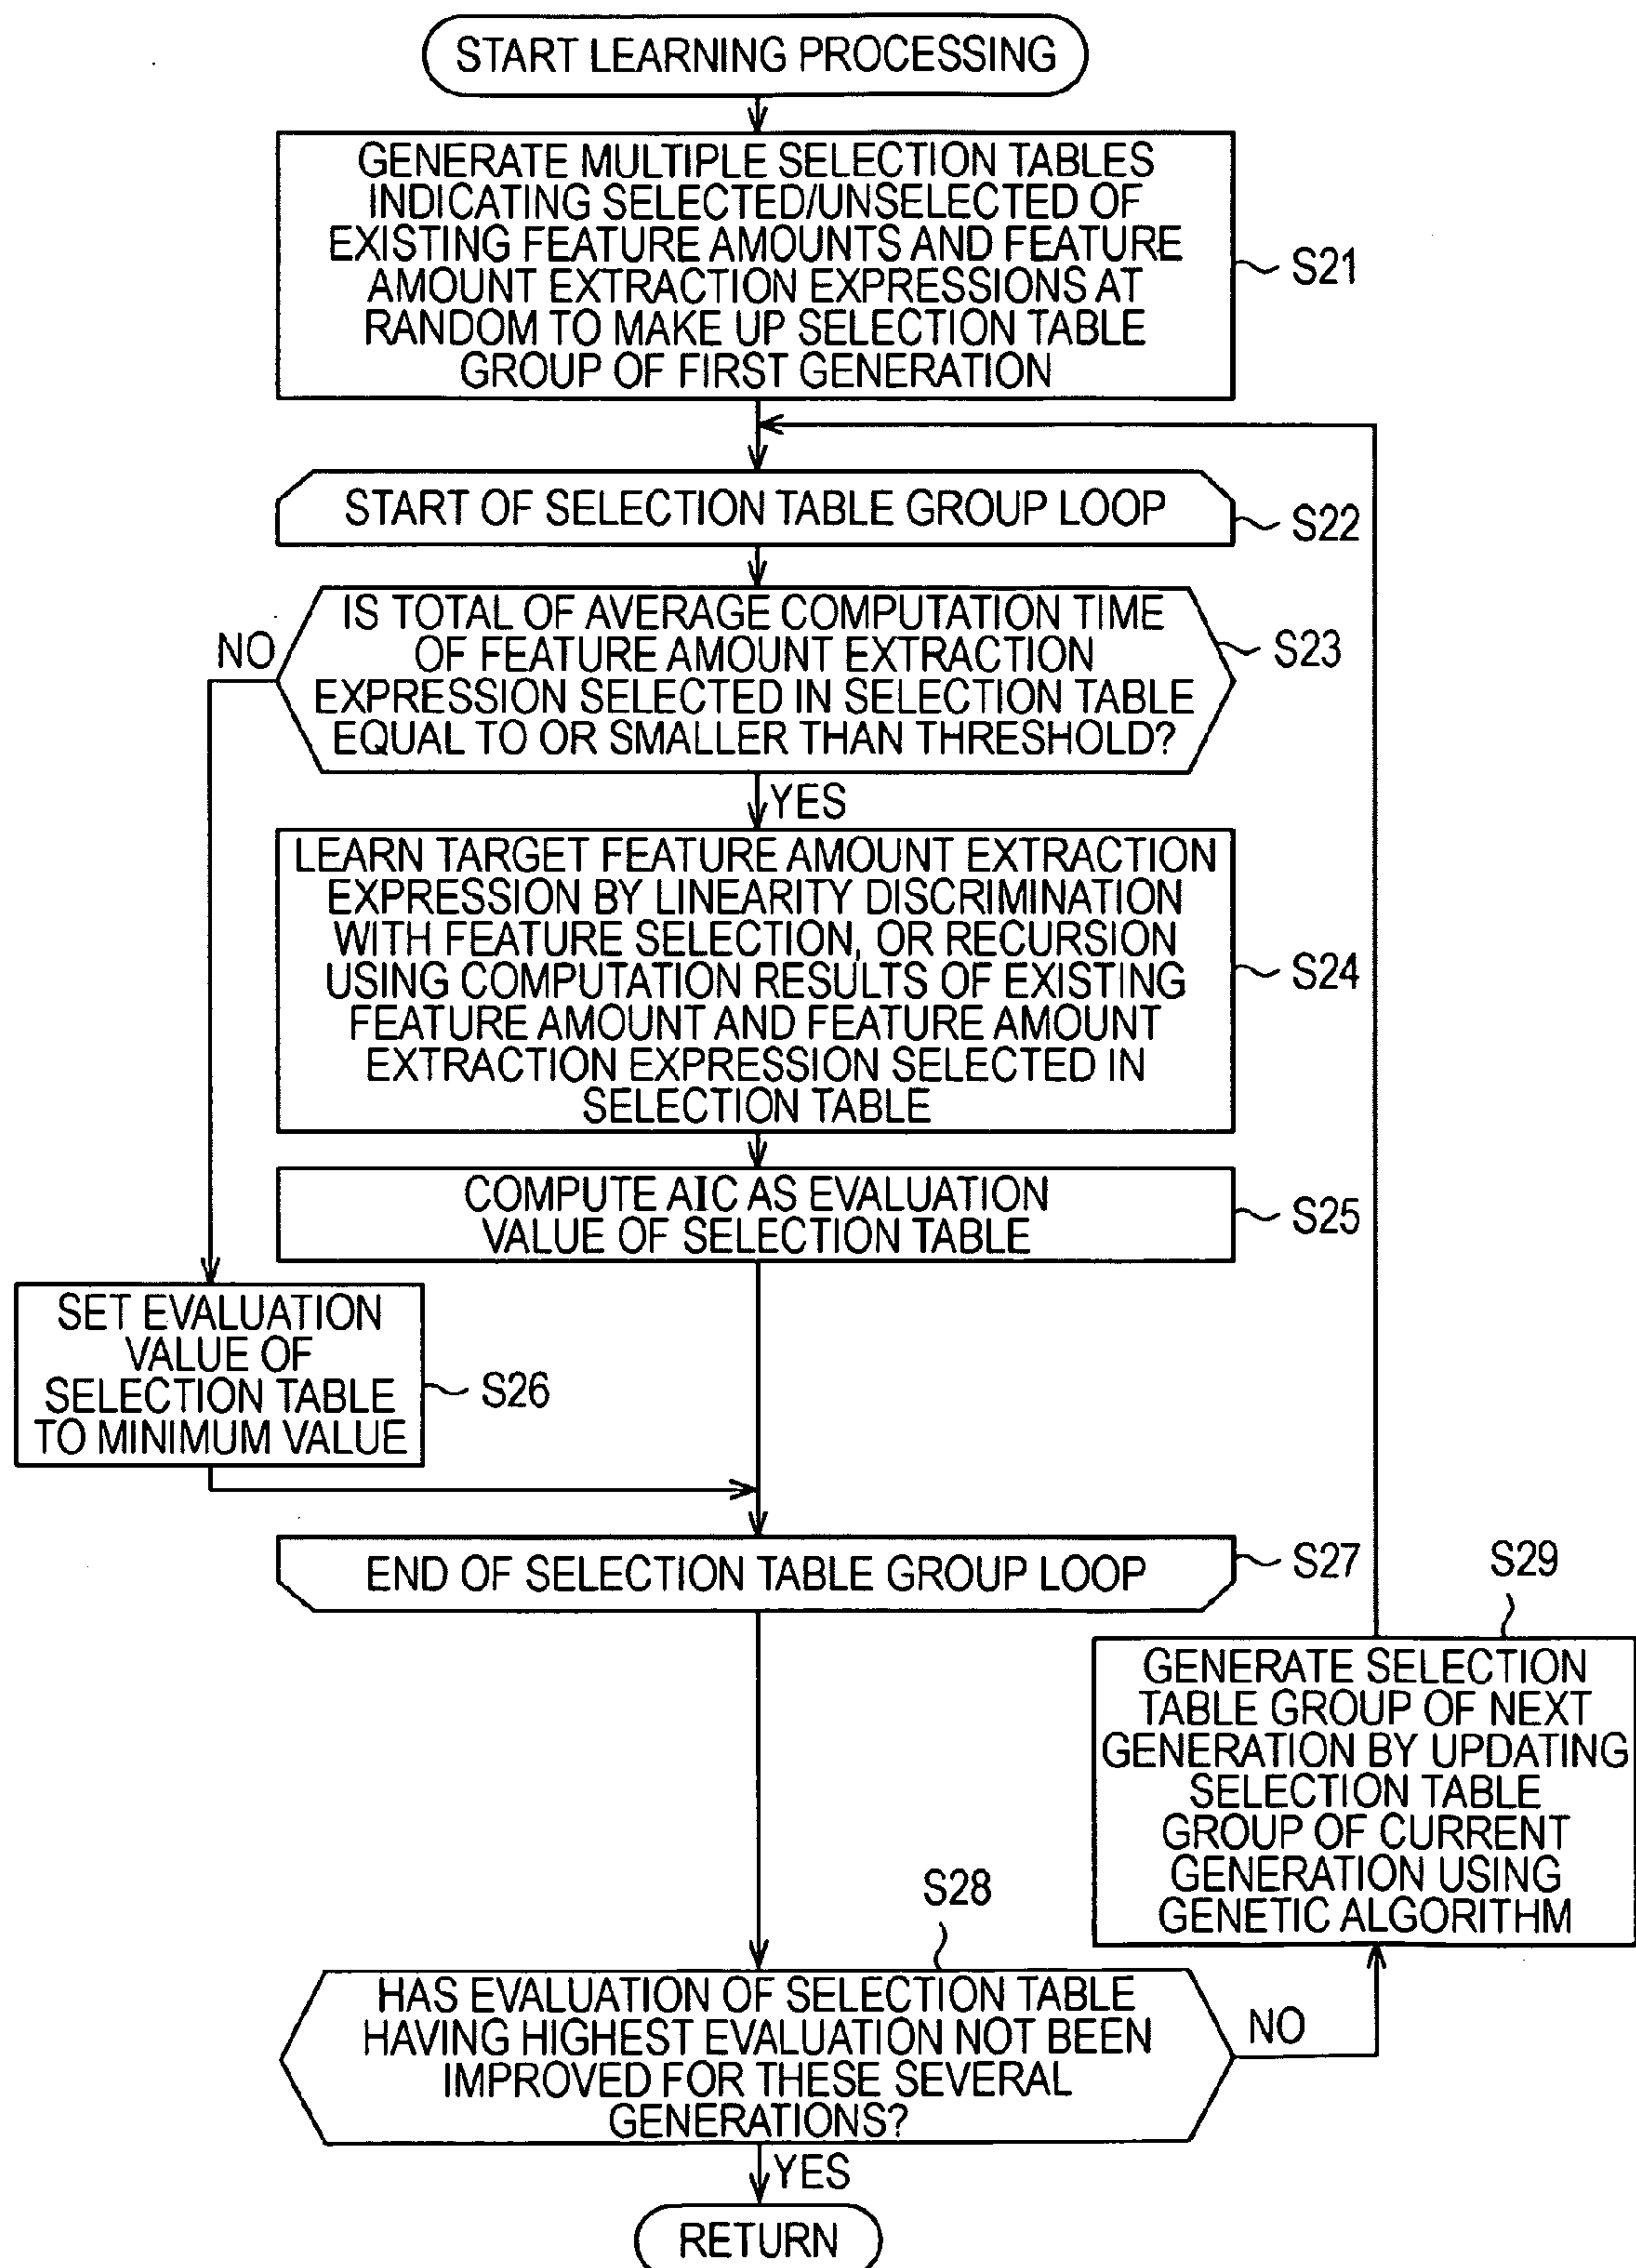 START LEARNING PROCESSING
GENERATE MULTIPLE SELECTION TABLES
INDICATING SELECTED/UNSELECTED OF
EXISTING FEATURE AMOUNTS AND FEATURE
AMOUNT EXTRACTION EXPRESSIONS AT
RANDOM TO MAKE UP SELECTION TABLE
GROUP OF FIRST GENERATION
S21
START OF SELECTION TABLE GROUP LOOP
S22
IS TOTAL OF AVERAGE COMPUTATION TIME
OF FEATURE AMOUNT EXTRACTION
EXPRESSION SELECTED IN SELECTION TABLE
EQUAL TO OR SMALLER THAN THRESHOLD?
S23
NO
YES
LEARN TARGET FEATURE AMOUNT EXTRACTION
EXPRESSION BY LINEARITY DISCRIMINATION
WITH FEATURE SELECTION, OR RECURSION
USING COMPUTATION RESULTS OF EXISTING
FEATURE AMOUNT AND FEATURE AMOUNT
EXTRACTION EXPRESSION SELECTED IN
SELECTION TABLE
S24
COMPUTE AIC AS EVALUATION
VALUE OF SELECTION TABLE
S25
SET EVALUATION
VALUE OF
SELECTION TABLE
TO MINIMUM VALUE
S26
END OF SELECTION TABLE GROUP LOOP
S27
S29
GENERATE SELECTION
TABLE GROUP OF NEXT
GENERATION BY UPDATING
SELECTION TABLE
GROUP OF CURRENT
GENERATION USING
GENETIC ALGORITHM
S28
HAS EVALUATION OF SELECTION TABLE
HAVING HIGHEST EVALUATION NOT BEEN
IMPROVED FOR THESE SEVERAL
GENERATIONS?
NO
YES
RETURN